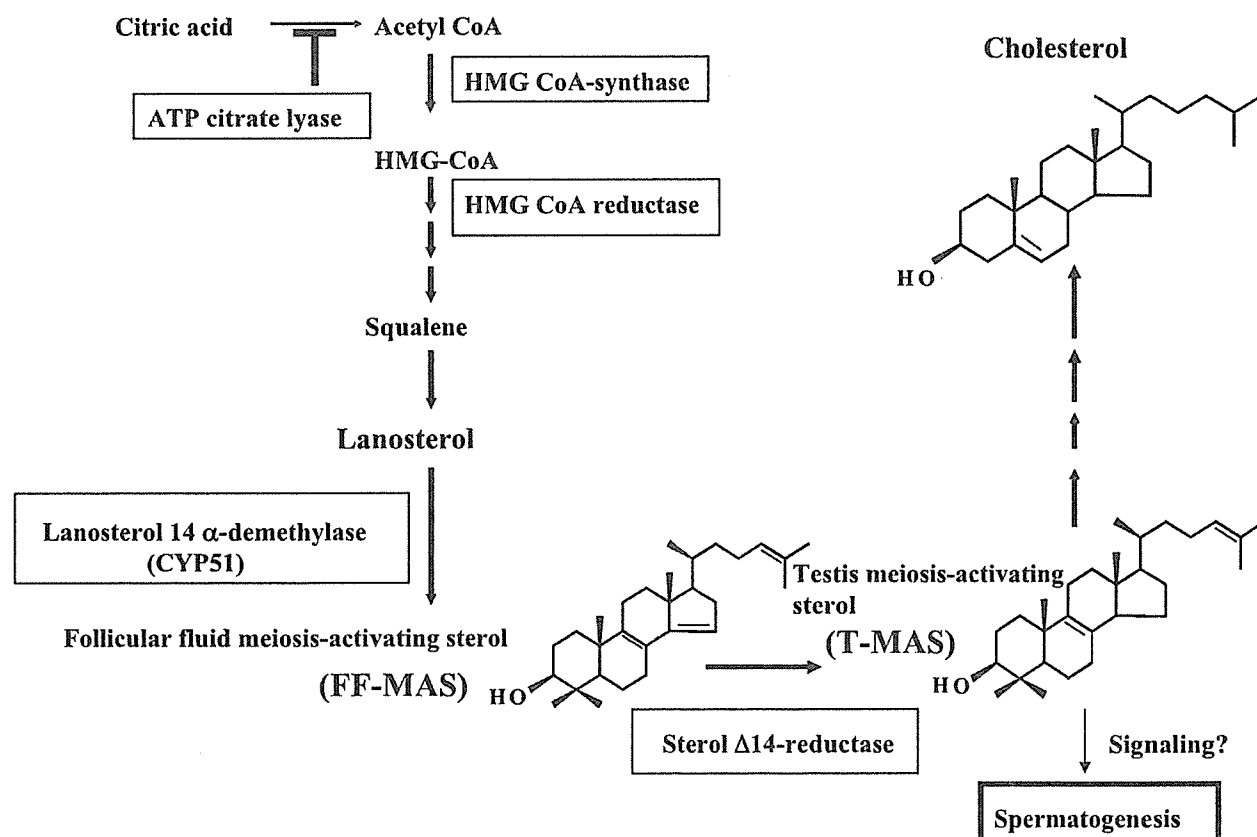 Citric acid
Acetyl CoA
HMG CoA-synthase
ATP citrate lyase
HMG-CoA
HMG CoA reductase
Squalene
Lanosterol
Lanosterol 14 α-demethylase
(CYP51)
Follicular fluid meiosis-activating sterol
(FF-MAS)
HO
Sterol Δ14-reductase
Testis meiosis-activating
sterol
(T-MAS)
HO
Cholesterol
HO
Signaling?
Spermatogenesis